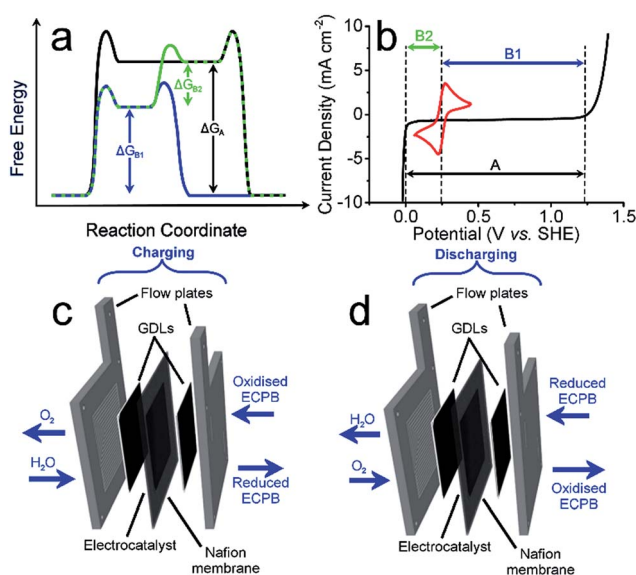 a
Free Energy
ΔG_B1
ΔG_B2
ΔG_A
Reaction Coordinate
b
B2
B1
A
Current Density (mA cm⁻²)
10
5
0
-5
-10
0.0
0.5
1.0
1.5
Potential (V vs. SHE)
Charging
c
Flow plates
GDLs
Oxidised
ECPB
O₂
H₂O
Reduced
ECPB
Electrocatalyst
Nafion
membrane
Discharging
d
Flow plates
GDLs
Reduced
ECPB
H₂O
O₂
Oxidised
ECPB
Electrocatalyst
Nafion
membrane